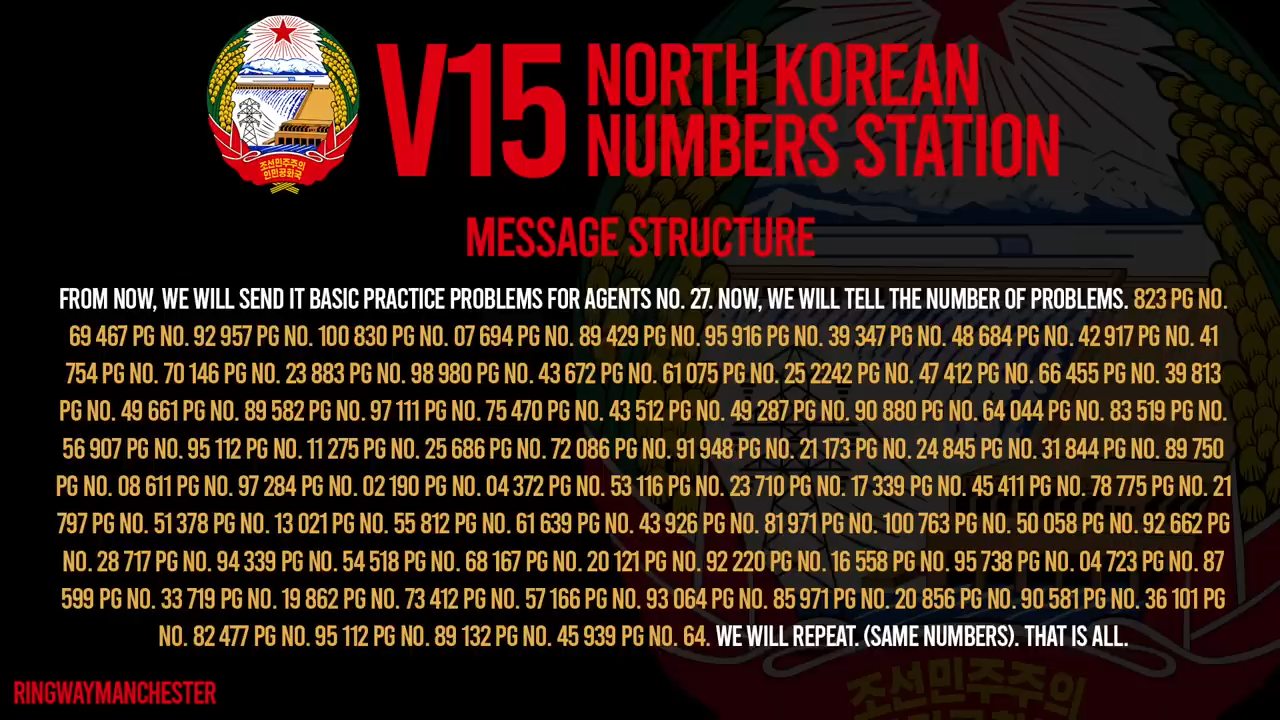 조선민주주의
인민공화국
V15 NORTH KOREAN
NUMBERS STATION
MESSAGE STRUCTURE
FROM NOW, WE WILL SEND IT BASIC PRACTICE PROBLEMS FOR AGENTS NO. 27. NOW, WE WILL TELL THE NUMBER OF PROBLEMS. 823 PG NO.
69 467 PG NO. 92 957 PG NO. 100 830 PG NO. 07 694 PG NO. 89 429 PG NO. 95 916 PG NO. 39 347 PG NO. 48 684 PG NO. 42 917 PG NO. 41
754 PG NO. 70 146 PG NO. 23 883 PG NO. 98 980 PG NO. 43 672 PG NO. 61 075 PG NO. 25 2242 PG NO. 47 412 PG NO. 66 455 PG NO. 39 813
PG NO. 49 661 PG NO. 89 582 PG NO. 97 111 PG NO. 75 470 PG NO. 43 512 PG NO. 49 287 PG NO. 90 880 PG NO. 64 044 PG NO. 83 519 PG NO.
56 907 PG NO. 95 112 PG NO. 11 275 PG NO. 25 686 PG NO. 72 086 PG NO. 91 948 PG NO. 21 173 PG NO. 24 845 PG NO. 31 844 PG NO. 89 750
PG NO. 08 611 PG NO. 97 284 PG NO. 02 190 PG NO. 04 372 PG NO. 53 116 PG NO. 23 710 PG NO. 17 339 PG NO. 45 411 PG NO. 78 775 PG NO. 21
797 PG NO. 51 378 PG NO. 13 021 PG NO. 55 812 PG NO. 61 639 PG NO. 43 926 PG NO. 81 971 PG NO. 100 763 PG NO. 50 058 PG NO. 92 662 PG
NO. 28 717 PG NO. 94 339 PG NO. 54 518 PG NO. 68 167 PG NO. 20 121 PG NO. 92 220 PG NO. 16 558 PG NO. 95 738 PG NO. 04 723 PG NO. 87
599 PG NO. 33 719 PG NO. 19 862 PG NO. 73 412 PG NO. 57 166 PG NO. 93 064 PG NO. 85 971 PG NO. 20 856 PG NO. 90 581 PG NO. 36 101 PG
NO. 82 477 PG NO. 95 112 PG NO. 89 132 PG NO. 45 939 PG NO. 64. WE WILL REPEAT. (SAME NUMBERS). THAT IS ALL.
조선민주주의
RINGWAYMANCHESTER